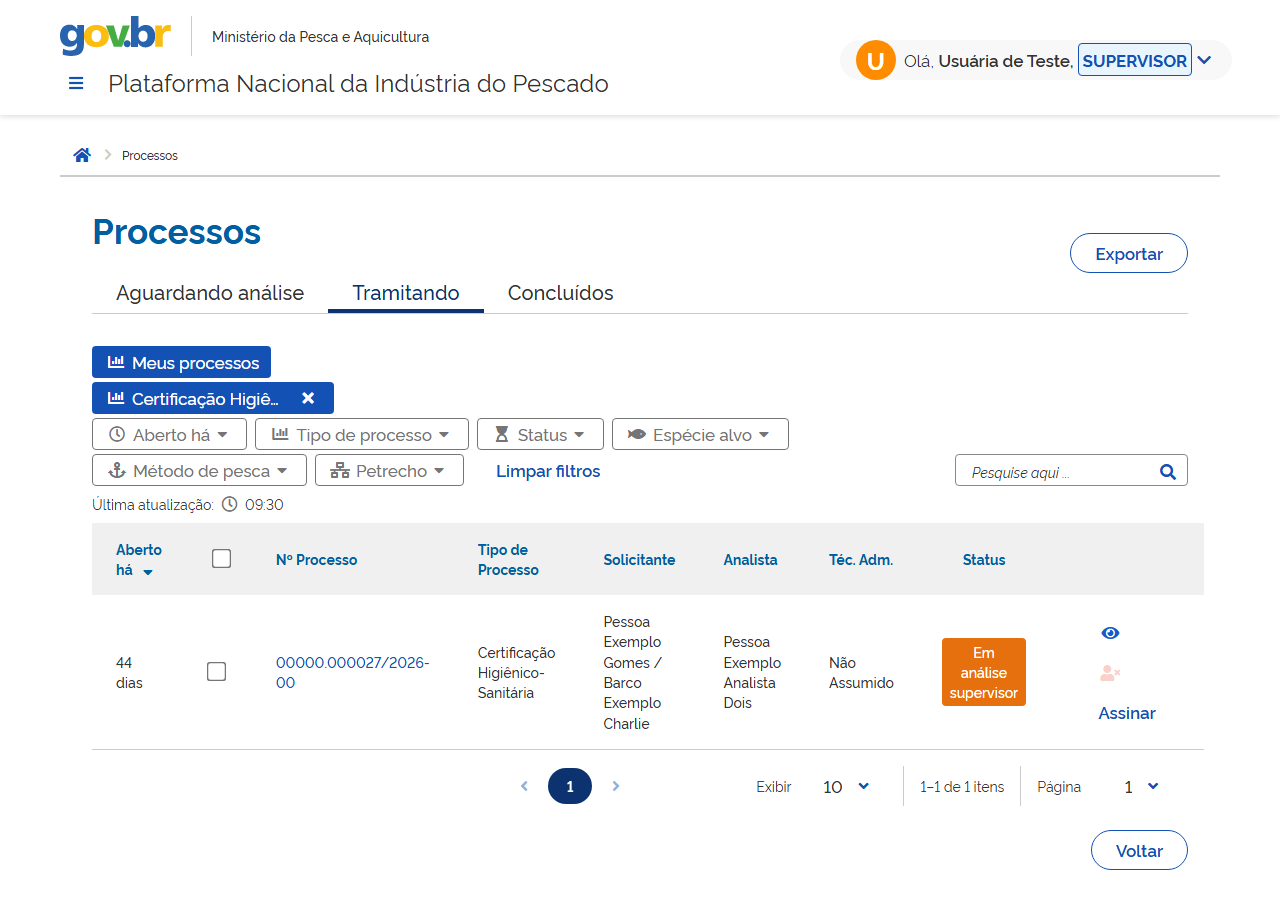 gov.br
Ministério da Pesca e Aquicultura
Plataforma Nacional da Indústria do Pescado
U
Olá, Usuária de Teste, SUPERVISOR
Processos
Processos
Exportar
Aguardando análise
Tramitando
Concluídos
Meus processos
Certificação Higiê...
Aberto há
Tipo de processo
Status
Espécie alvo
Método de pesca
Petrecho
Limpar filtros
Pesquise aqui ...
Última atualização: 09:30
Aberto
há
Nº Processo
Tipo de
Processo
Solicitante
Analista
Téc. Adm.
Status
44
dias
00000.000027/2026-
00
Certificação
Higiênico-
Sanitária
Pessoa
Exemplo
Gomes /
Barco
Exemplo
Charlie
Pessoa
Exemplo
Analista
Dois
Não
Assumido
Em
análise
supervisor
Assinar
1
Exibir
10
1–1 de 1 itens
Página
1
Voltar